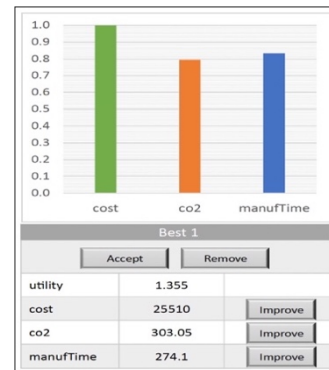 1.0
0.9
0.8
0.7
0.6
0.5
0.4
0.3
0.2
0.1
0.0
cost co2 manufTime
Best 1
Accept Remove
utility 1.355
cost 25510 Improve
co2 303.05 Improve
manufTime 274.1 Improve